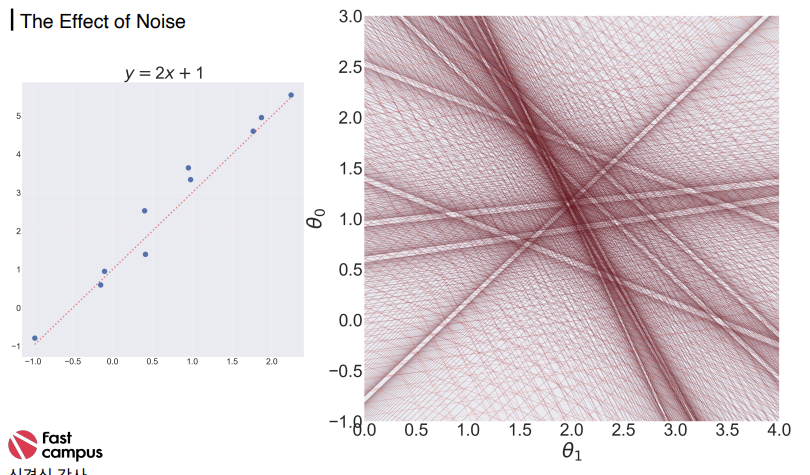 The Effect of Noise
y = 2x + 1
5
4
3
2
1
0
−1
−1.0 −0.5 0.0 0.5 1.0 1.5 2.0
3.0
2.5
2.0
1.5
1.0
0.5
0.0
−0.5
−1.0
θ₀
0.0 0.5 1.0 1.5 2.0 2.5 3.0 3.5 4.0
θ₁
Fast
campus